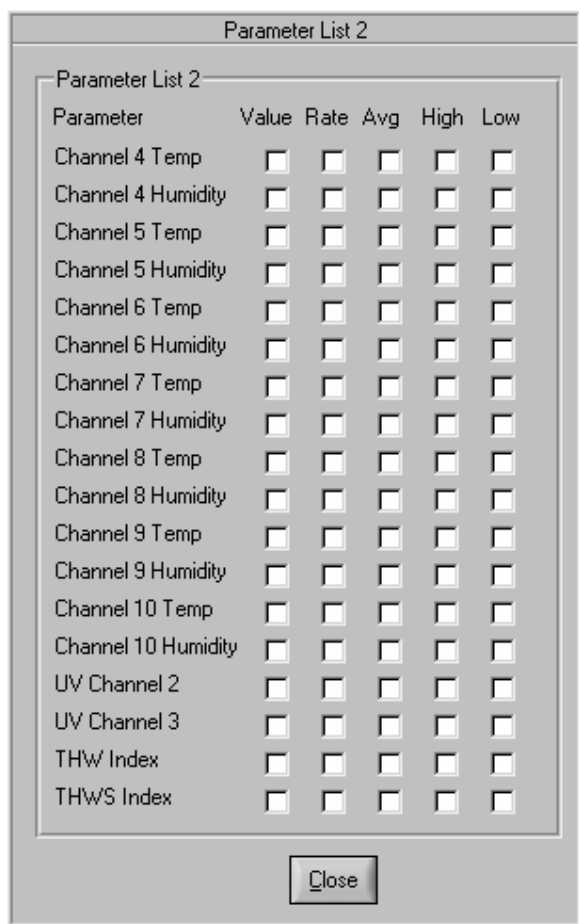 Parameter List 2
Parameter List 2
Parameter Value Rate Avg High Low
Channel 4 Temp
Channel 4 Humidity
Channel 5 Temp
Channel 5 Humidity
Channel 6 Temp
Channel 6 Humidity
Channel 7 Temp
Channel 7 Humidity
Channel 8 Temp
Channel 8 Humidity
Channel 9 Temp
Channel 9 Humidity
Channel 10 Temp
Channel 10 Humidity
UV Channel 2
UV Channel 3
THW Index
THWS Index
Close